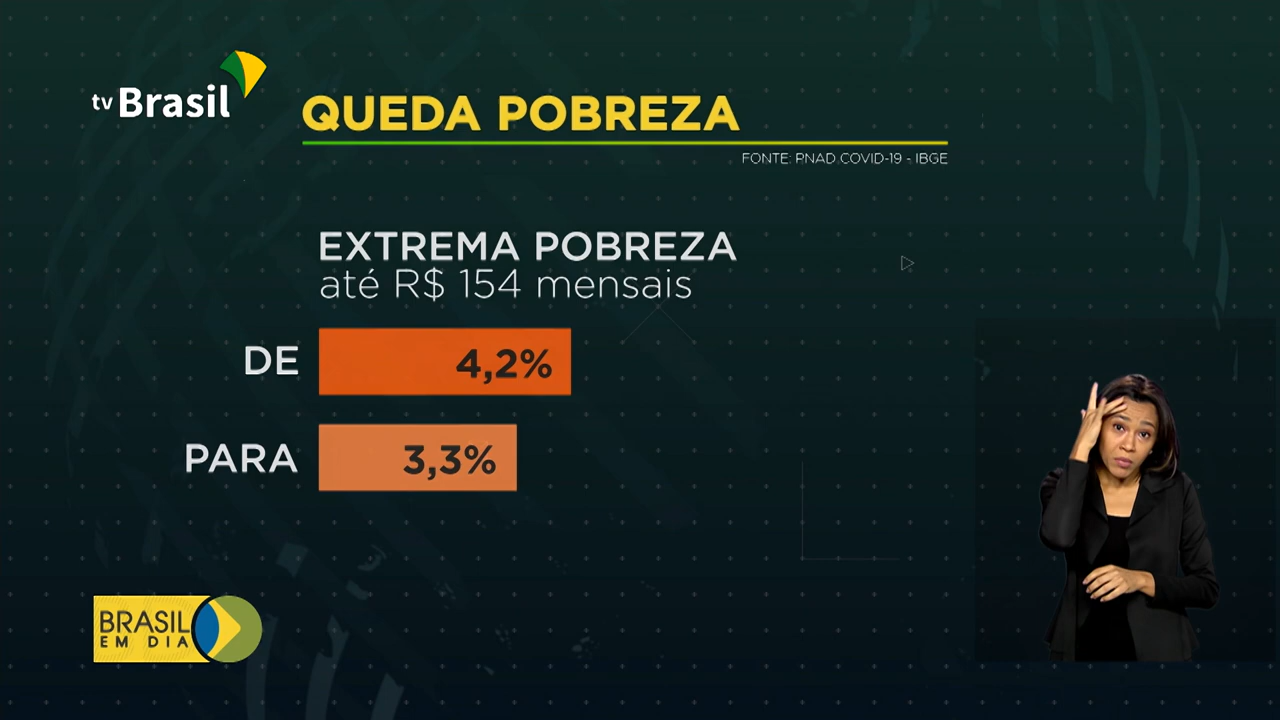 tv Brasil
QUEDA POBREZA
FONTE: PNAD COVID-19 - IBGE
EXTREMA POBREZA
até R$ 154 mensais
DE 4,2%
PARA 3,3%
BRASIL
EM DIA